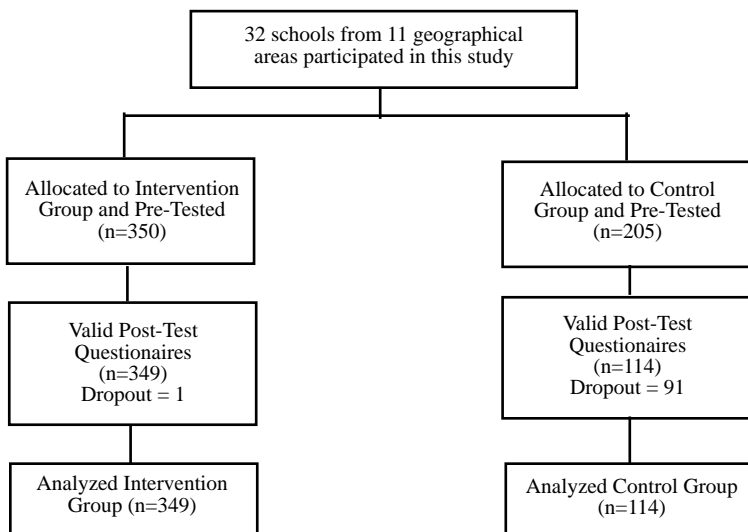 32 schools from 11 geographical
areas participated in this study
Allocated to Intervention
Group and Pre-Tested
(n=350)
Allocated to Control
Group and Pre-Tested
(n=205)
Valid Post-Test
Questionaires
(n=349)
Dropout = 1
Valid Post-Test
Questionaires
(n=114)
Dropout = 91
Analyzed Intervention
Group (n=349)
Analyzed Control Group
(n=114)